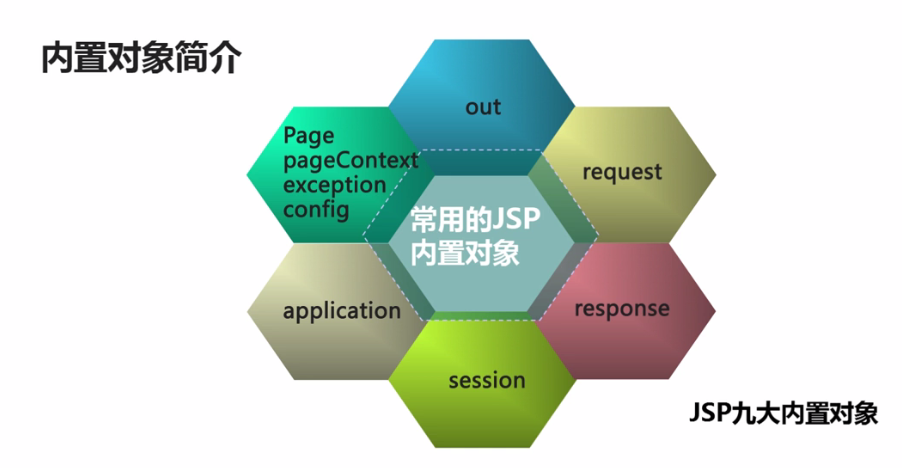 内置对象简介
out
Page
pageContext
exception
config
request
常用的JSP
内置对象
application
response
session
JSP九大内置对象